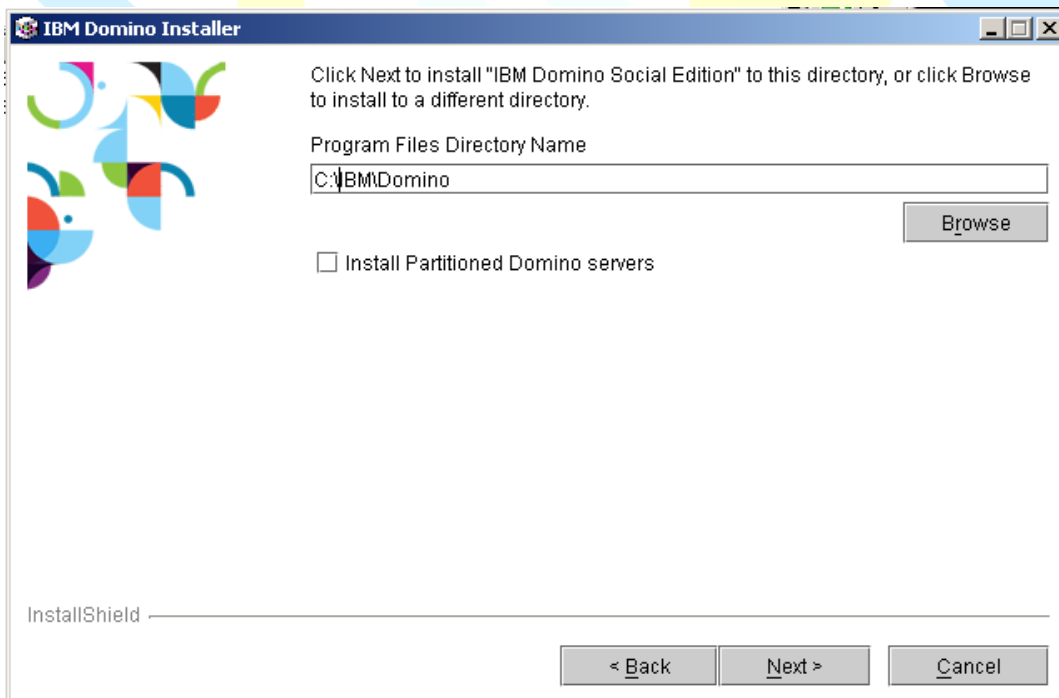 IBM Domino Installer
Click Next to install "IBM Domino Social Edition" to this directory, or click Browse
to install to a different directory.
Program Files Directory Name
C:\IBM\Domino
Browse
Install Partitioned Domino servers
InstallShield
< Back
Next >
Cancel